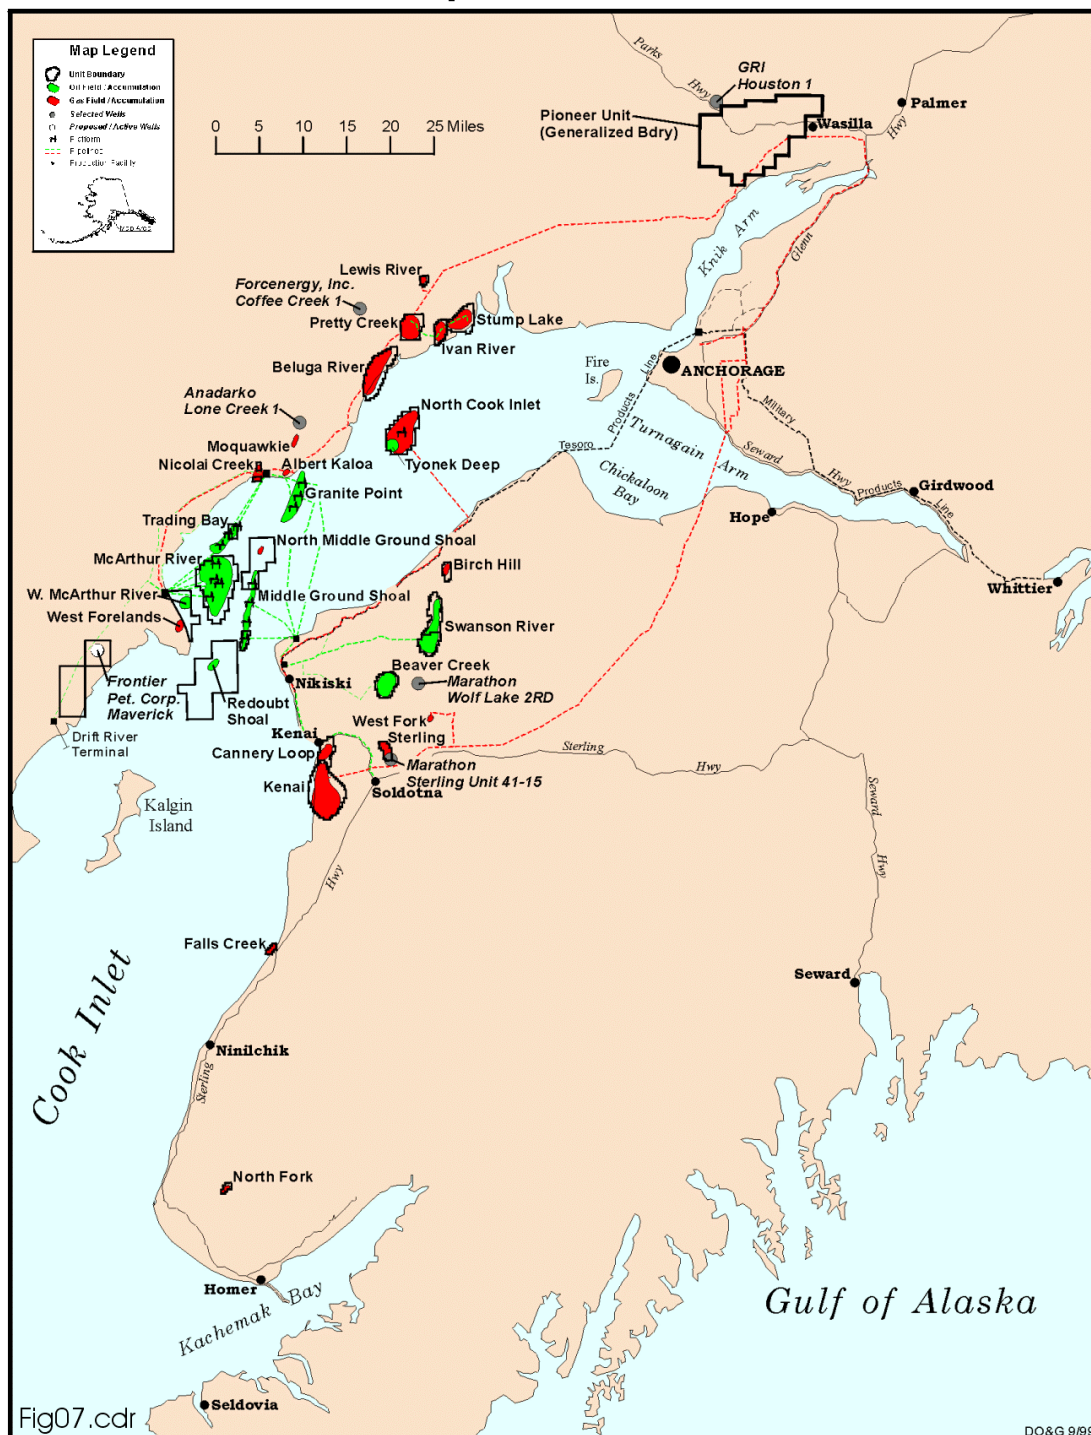 Map Legend
Unit Boundary
Oil Field / Accumulation
Gas Field / Accumulation
Selected Wells
Proposed / Active Wells
Platform
Pipelines
Production Facility
Map Area
0 5 10 15 20 25 Miles
Parks
Hwy
GRI
Houston 1
Pioneer Unit
(Generalized Bdry)
Palmer
Wasilla
Hwy
Glenn
Knik Arm
Lewis River
Forcenergy, Inc.
Coffee Creek 1
Pretty Creek
Stump Lake
Ivan River
Beluga River
Fire
Is.
ANCHORAGE
Anadarko
Lone Creek 1
North Cook Inlet
Products Line
Military
Turnagain Arm
Moquawkie
Nicolai Creek
Albert Kaloa
Tyonek Deep
Tesoro
Seward
Hwy
Products
Line
Chickaloon
Bay
Granite Point
Girdwood
Hope
Trading Bay
North Middle Ground Shoal
McArthur River
Birch Hill
Whittier
W. McArthur River
Middle Ground Shoal
West Forelands
Swanson River
Beaver Creek
Marathon
Wolf Lake 2RD
Frontier
Pet. Corp.
Maverick
Redoubt
Shoal
Nikiski
Drift River
Terminal
Kenai
West Fork
Sterling
Cannery Loop
Sterling
Hwy
Marathon
Sterling Unit 41-15
Kenai
Soldotna
Kalgin
Island
Seward
Hwy
Hwy
Falls Creek
Seward
Cook Inlet
Ninilchik
Sterling
North Fork
Homer
Kachemak Bay
Gulf of Alaska
Seldovia
Fig07.cdr